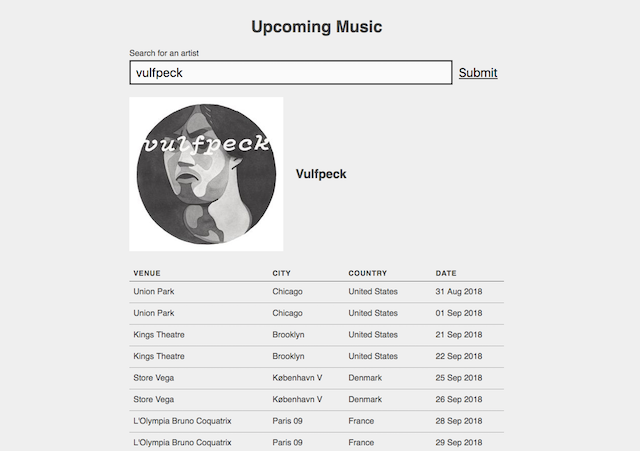 Upcoming Music
Search for an artist
vulfpeck Submit
vulfpeck
Vulfpeck
VENUE CITY COUNTRY DATE
Union Park Chicago United States 31 Aug 2018
Union Park Chicago United States 01 Sep 2018
Kings Theatre Brooklyn United States 21 Sep 2018
Kings Theatre Brooklyn United States 22 Sep 2018
Store Vega København V Denmark 25 Sep 2018
Store Vega København V Denmark 26 Sep 2018
L'Olympia Bruno Coquatrix Paris 09 France 28 Sep 2018
L'Olympia Bruno Coquatrix Paris 09 France 29 Sep 2018